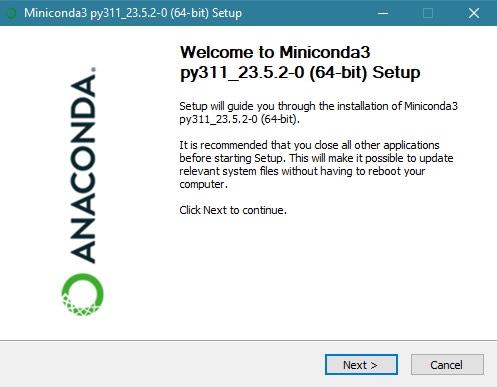 Miniconda3 py311_23.5.2-0 (64-bit) Setup
ANACONDA.
Welcome to Miniconda3
py311_23.5.2-0 (64-bit) Setup
Setup will guide you through the installation of Miniconda3
py311_23.5.2-0 (64-bit).
It is recommended that you close all other applications
before starting Setup. This will make it possible to update
relevant system files without having to reboot your
computer.
Click Next to continue.
Next >
Cancel